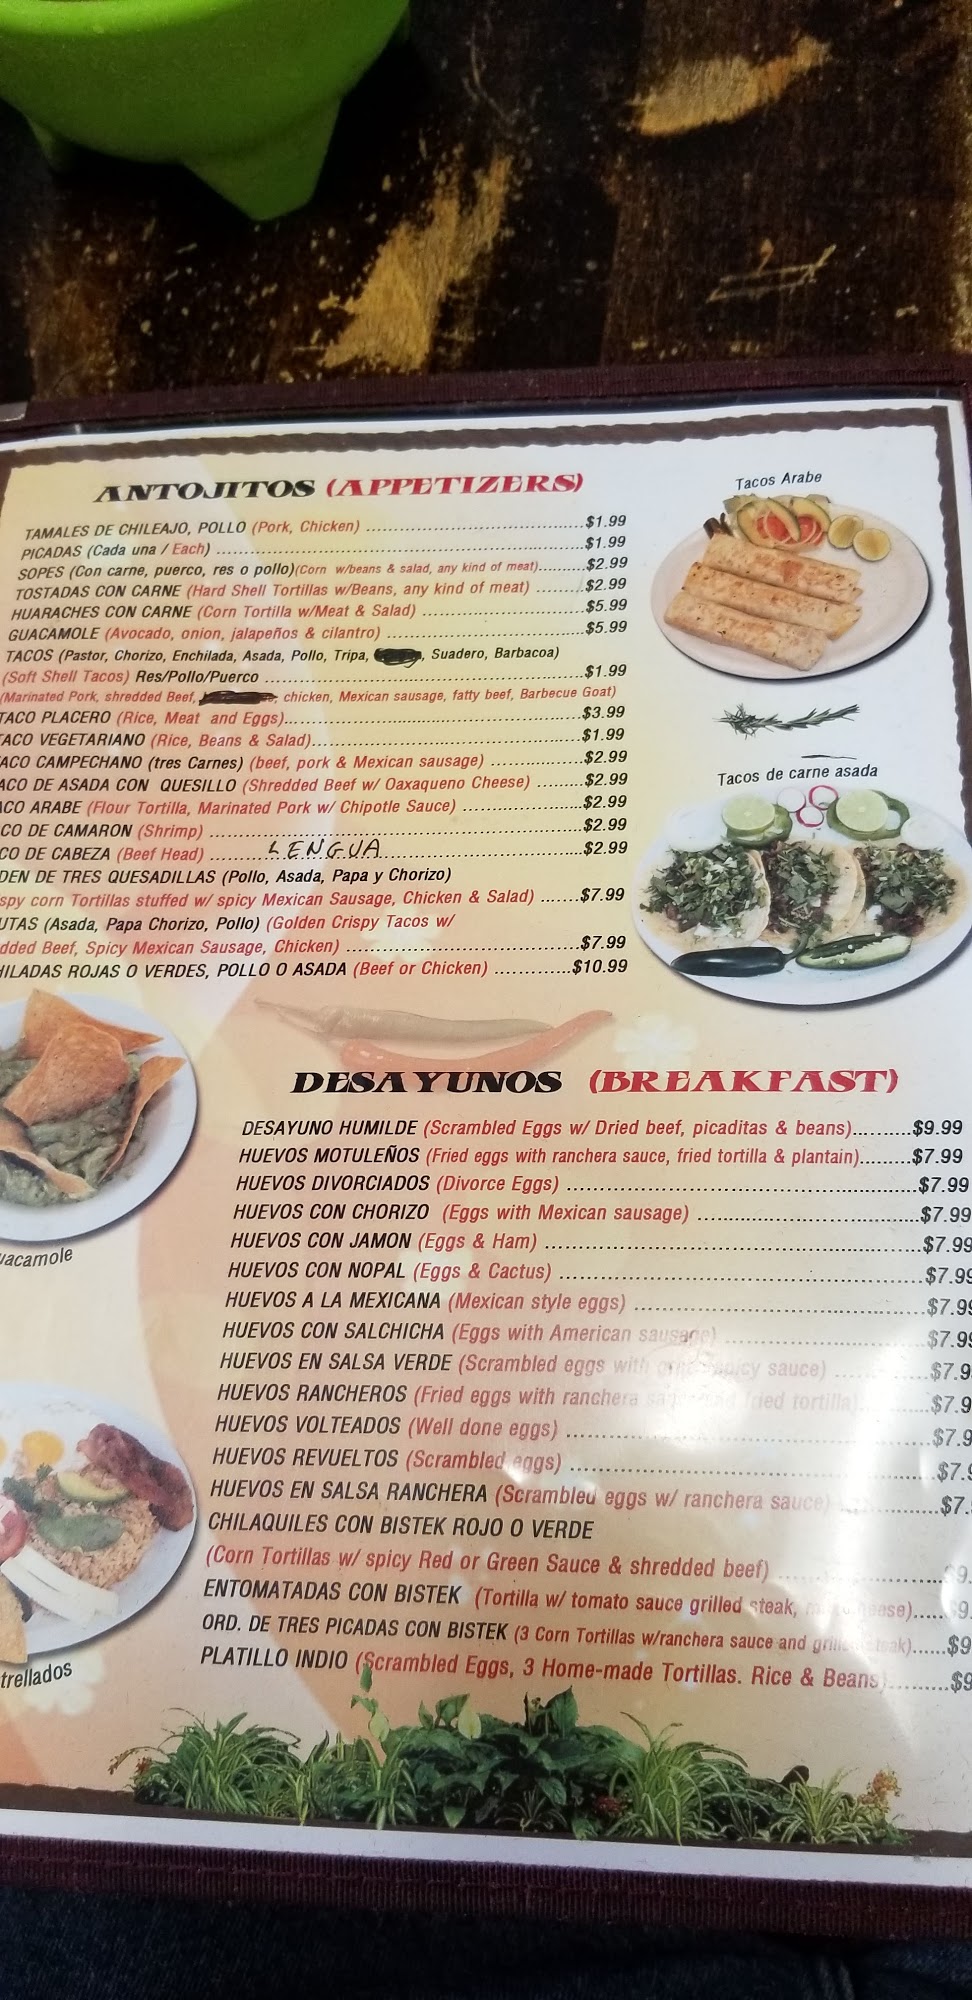 ANTOJITOS (APPETIZERS)
TAMALES DE CHILEAJO, POLLO (Pork, Chicken) $1.99
PICADAS (Cada una / Each) $1.99
SOPES (Con carne, puerco, res o pollo)(Corn w/beans & salad, any kind of meat) $2.99
TOSTADAS CON CARNE (Hard Shell Tortillas w/Beans, any kind of meat) $2.99
HUARACHES CON CARNE (Corn Tortilla w/Meat & Salad) $5.99
GUACAMOLE (Avocado, onion, jalapeños & cilantro) $5.99
TACOS (Pastor, Chorizo, Enchilada, Asada, Pollo, Tripa, , Suadero, Barbacoa)
(Soft Shell Tacos) Res/Pollo/Puerco $1.99
(Marinated Pork, shredded Beef, chicken, Mexican sausage, fatty beef, Barbecue Goat)
TACO PLACERO (Rice, Meat and Eggs) $3.99
TACO VEGETARIANO (Rice, Beans & Salad) $1.99
ACO CAMPECHANO (tres Carnes) (beef, pork & Mexican sausage) $2.99
ACO DE ASADA CON QUESILLO (Shredded Beef w/ Oaxaqueno Cheese) $2.99
ACO ARABE (Flour Tortilla, Marinated Pork w/ Chipotle Sauce) $2.99
CO DE CAMARON (Shrimp) $2.99
CO DE CABEZA (Beef Head) LENGUA $2.99
DEN DE TRES QUESADILLAS (Pollo, Asada, Papa y Chorizo)
spy corn Tortillas stuffed w/ spicy Mexican Sausage, Chicken & Salad) $7.99
UTAS (Asada, Papa Chorizo, Pollo) (Golden Crispy Tacos w/
dded Beef, Spicy Mexican Sausage, Chicken) $7.99
HILADAS ROJAS O VERDES, POLLO O ASADA (Beef or Chicken) $10.99
Tacos Arabe
Tacos de carne asada
uacamole
trellados
DESAYUNOS (BREAKFAST)
DESAYUNO HUMILDE (Scrambled Eggs w/ Dried beef, picaditas & beans) $9.99
HUEVOS MOTULEÑOS (Fried eggs with ranchera sauce, fried tortilla & plantain) $7.99
HUEVOS DIVORCIADOS (Divorce Eggs) $7.99
HUEVOS CON CHORIZO (Eggs with Mexican sausage) $7.99
HUEVOS CON JAMON (Eggs & Ham) $7.99
HUEVOS CON NOPAL (Eggs & Cactus) $7.99
HUEVOS A LA MEXICANA (Mexican style eggs) $7.99
HUEVOS CON SALCHICHA (Eggs with American sausage) $7.99
HUEVOS EN SALSA VERDE (Scrambled eggs with spicy sauce) $7.9
HUEVOS RANCHEROS (Fried eggs with ranchera fried tortilla) $7.9
HUEVOS VOLTEADOS (Well done eggs) $7.9
HUEVOS REVUELTOS (Scrambled eggs) $7.9
HUEVOS EN SALSA RANCHERA (Scrambled eggs w/ ranchera sauce) $7.
CHILAQUILES CON BISTEK ROJO O VERDE
(Corn Tortillas w/ spicy Red or Green Sauce & shredded beef) $9.
ENTOMATADAS CON BISTEK (Tortilla w/ tomato sauce grilled steak, cheese) $9
ORD. DE TRES PICADAS CON BISTEK (3 Corn Tortillas w/ranchera sauce and grilled steak) $9
PLATILLO INDIO (Scrambled Eggs, 3 Home-made Tortillas. Rice & Beans) $9